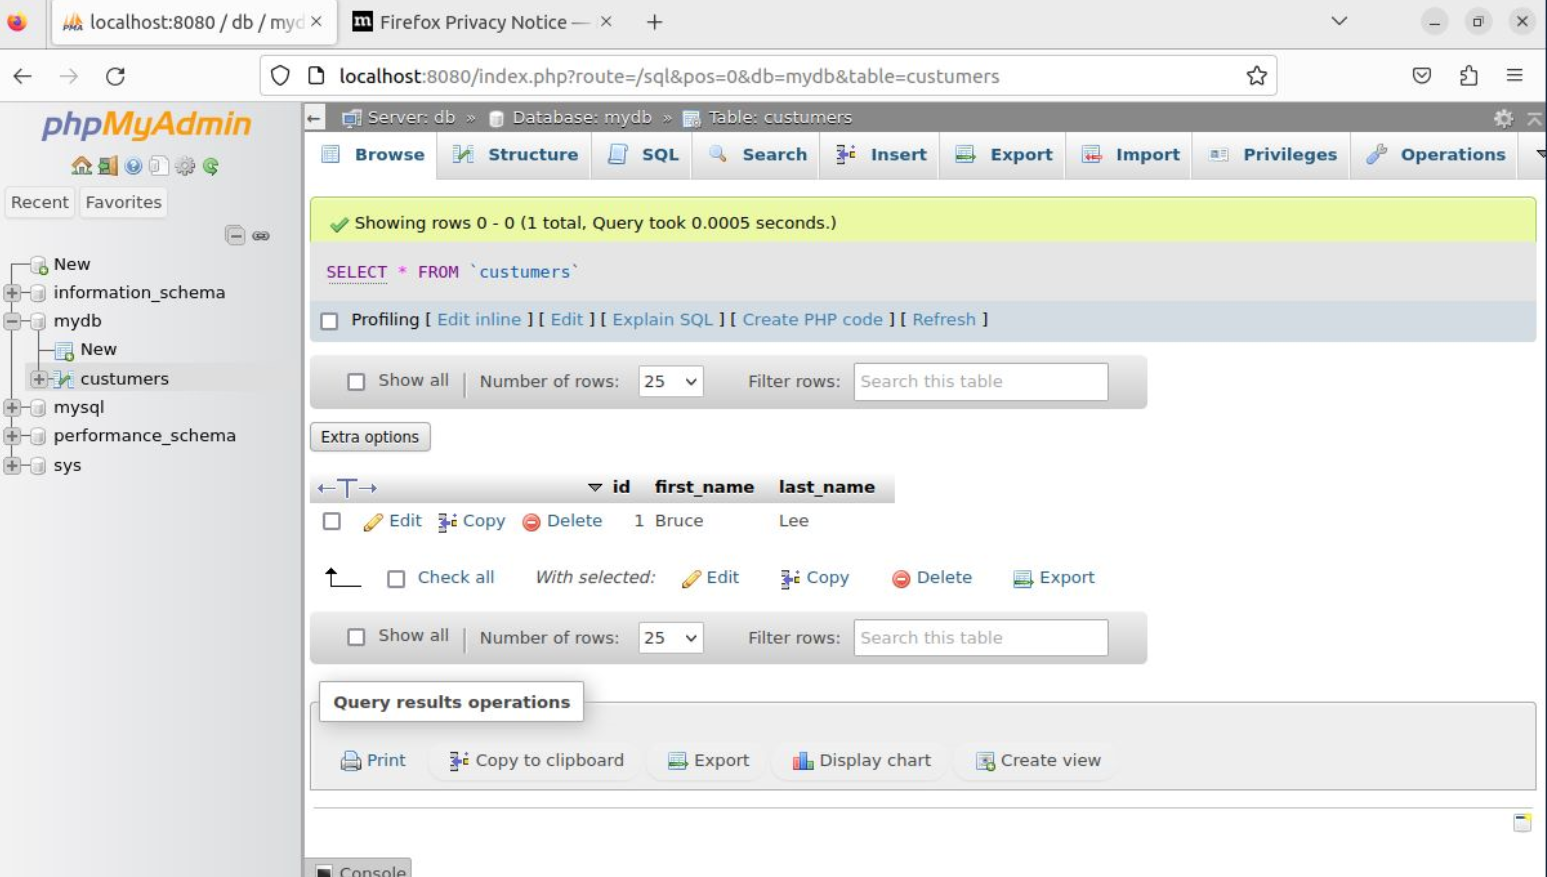 localhost:8080 / db / myd
Firefox Privacy Notice —
localhost:8080/index.php?route=/sql&pos=0&db=mydb&table=custumers
phpMyAdmin
Recent
Favorites
New
information_schema
mydb
New
custumers
mysql
performance_schema
sys
Server: db » Database: mydb » Table: custumers
Browse Structure SQL Search Insert Export Import Privileges Operations
Showing rows 0 - 0 (1 total, Query took 0.0005 seconds.)
SELECT * FROM `custumers`
Profiling [ Edit inline ] [ Edit ] [ Explain SQL ] [ Create PHP code ] [ Refresh ]
Show all | Number of rows: 25 Filter rows: Search this table
Extra options
←T→ id first_name last_name
Edit Copy Delete 1 Bruce Lee
Check all With selected: Edit Copy Delete Export
Show all | Number of rows: 25 Filter rows: Search this table
Query results operations
Print Copy to clipboard Export Display chart Create view
Console